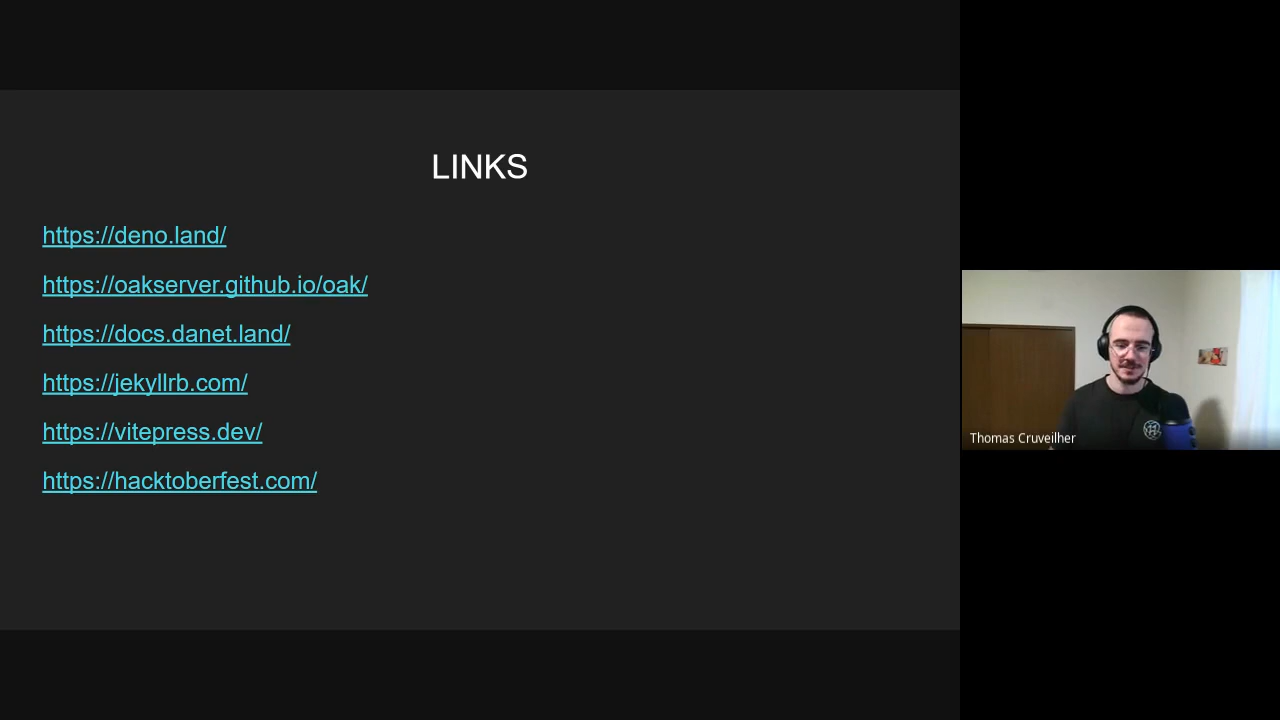 LINKS
https://deno.land/
https://oakserver.github.io/oak/
https://docs.danet.land/
https://jekyllrb.com/
https://vitepress.dev/
https://hacktoberfest.com/
Thomas Cruveilher